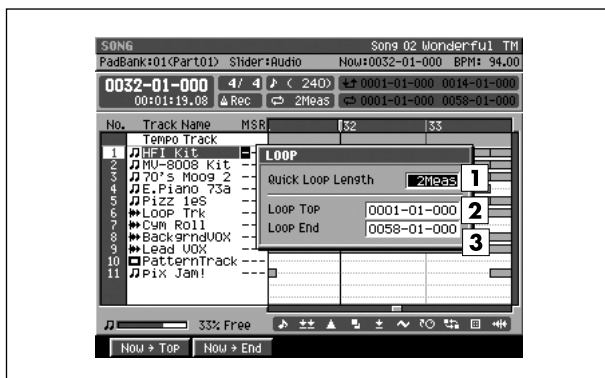 SONG Song 02 Wonderful TM
PadBank:01(Part01) Slider:Audio Now:0032-01-000 BPM: 94.00
0032-01-000 4/ 4 ♪ ( 240) 0001-01-000 0014-01-000
00:01:19.08 Rec 2Meas 0001-01-000 0058-01-000
No. Track Name MSR 32 33
Tempo Track
1 HFI Kit
2 MV-8008 Kit --
3 70's Moog 2 --
4 E.Piano 73a --
5 Pizz 1eS --
6 Loop Trk --
7 Cym Roll --
8 BackgrndVOX --
9 Lead VOX ---
10 PatternTrack --
11 Pix Jam! ---
LOOP
Quick Loop Length 2Meas 1
Loop Top 0001-01-000 2
Loop End 0058-01-000 3
33% Free
Now → Top Now → End